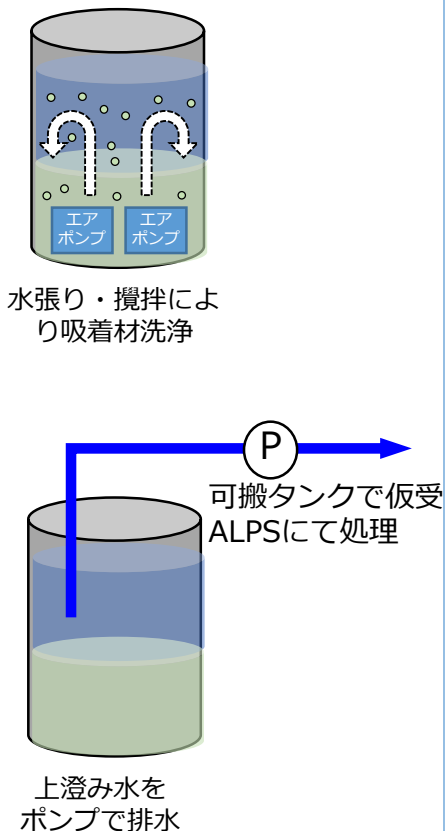 エア
ポンプ
エア
ポンプ
水張り・攪拌によ
り吸着材洗浄
P
可搬タンクで仮受
ALPSにて処理
上澄み水を
ポンプで排水